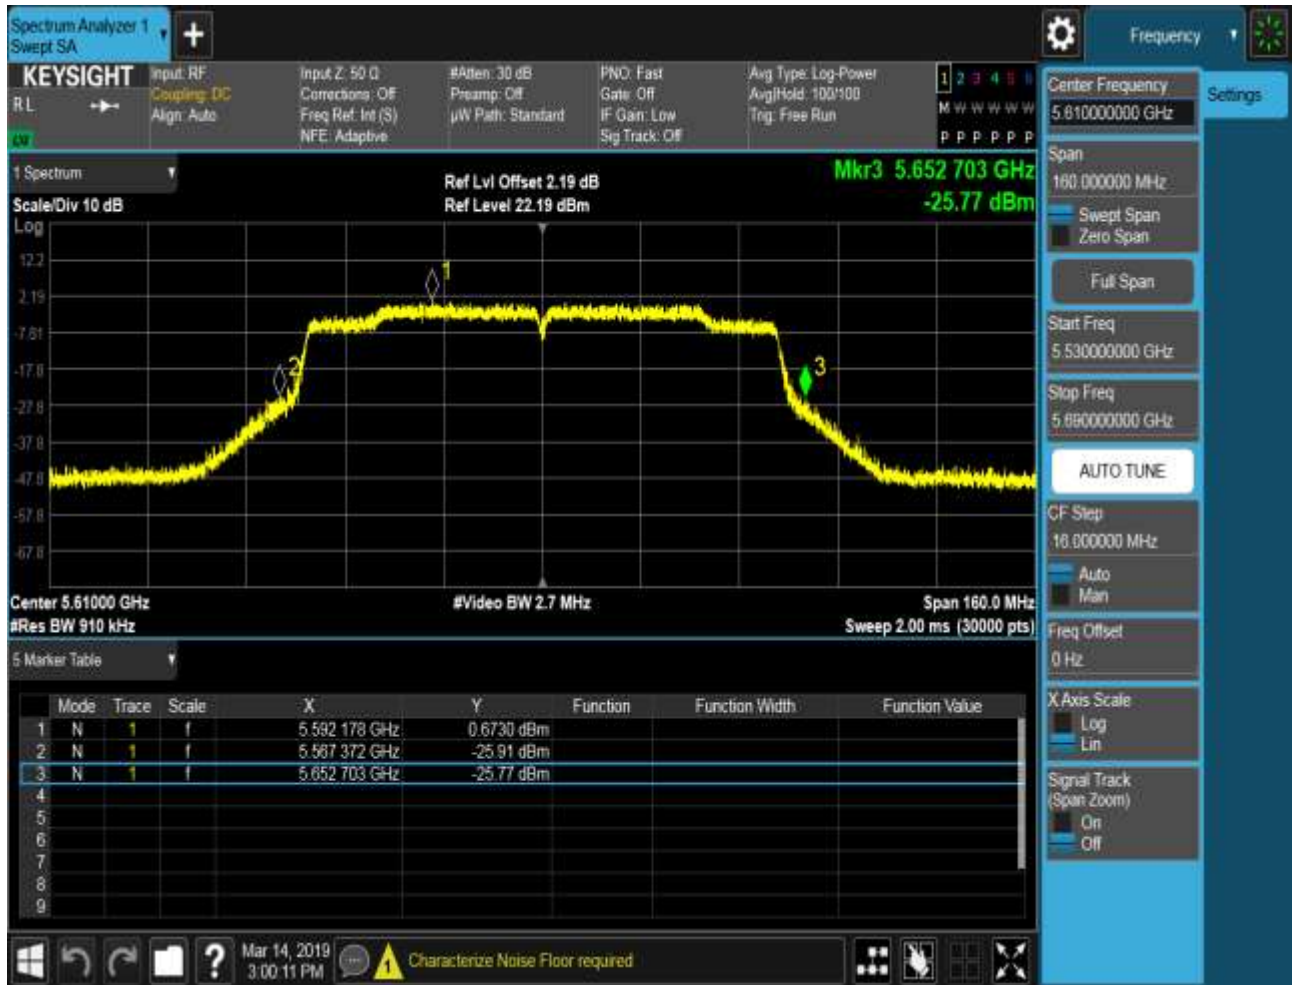 Spectrum Analyzer 1
Swept SA
Frequency
KEYSIGHT
R L
Input: RF
Coupling: DC
Align: Auto
Input Z: 50 Ω
Corrections: Off
Freq Ref: Int (S)
NFE: Adaptive
#Atten: 30 dB
Preamp: Off
µW Path: Standard
PNO: Fast
Gate: Off
IF Gain: Low
Sig Track: Off
Avg Type: Log-Power
Avg|Hold: 100/100
Trig: Free Run
1 2 3 4 5 6
M W W W W W
P P P P P P
1 Spectrum
Scale/Div 10 dB
Ref Lvl Offset 2.19 dB
Ref Level 22.19 dBm
Mkr3 5.652 703 GHz
-25.77 dBm
Log
12.2
2.19
-7.81
-17.8
-27.8
-37.8
-47.8
-57.8
-67.8
1
2
3
Center 5.61000 GHz
#Video BW 2.7 MHz
Span 160.0 MHz
#Res BW 910 kHz
Sweep 2.00 ms (30000 pts)
5 Marker Table
Mode Trace Scale X Y Function Function Width Function Value
1 N 1 f 5.592 178 GHz 0.6730 dBm
2 N 1 f 5.567 372 GHz -25.91 dBm
3 N 1 f 5.652 703 GHz -25.77 dBm
4
5
6
7
8
9
Mar 14, 2019
3:00:11 PM
1
Characterize Noise Floor required
Center Frequency
5.610000000 GHz
Settings
Span
160.000000 MHz
Swept Span
Zero Span
Full Span
Start Freq
5.530000000 GHz
Stop Freq
5.690000000 GHz
AUTO TUNE
CF Step
16.000000 MHz
Auto
Man
Freq Offset
0 Hz
X Axis Scale
Log
Lin
Signal Track
(Span Zoom)
On
Off